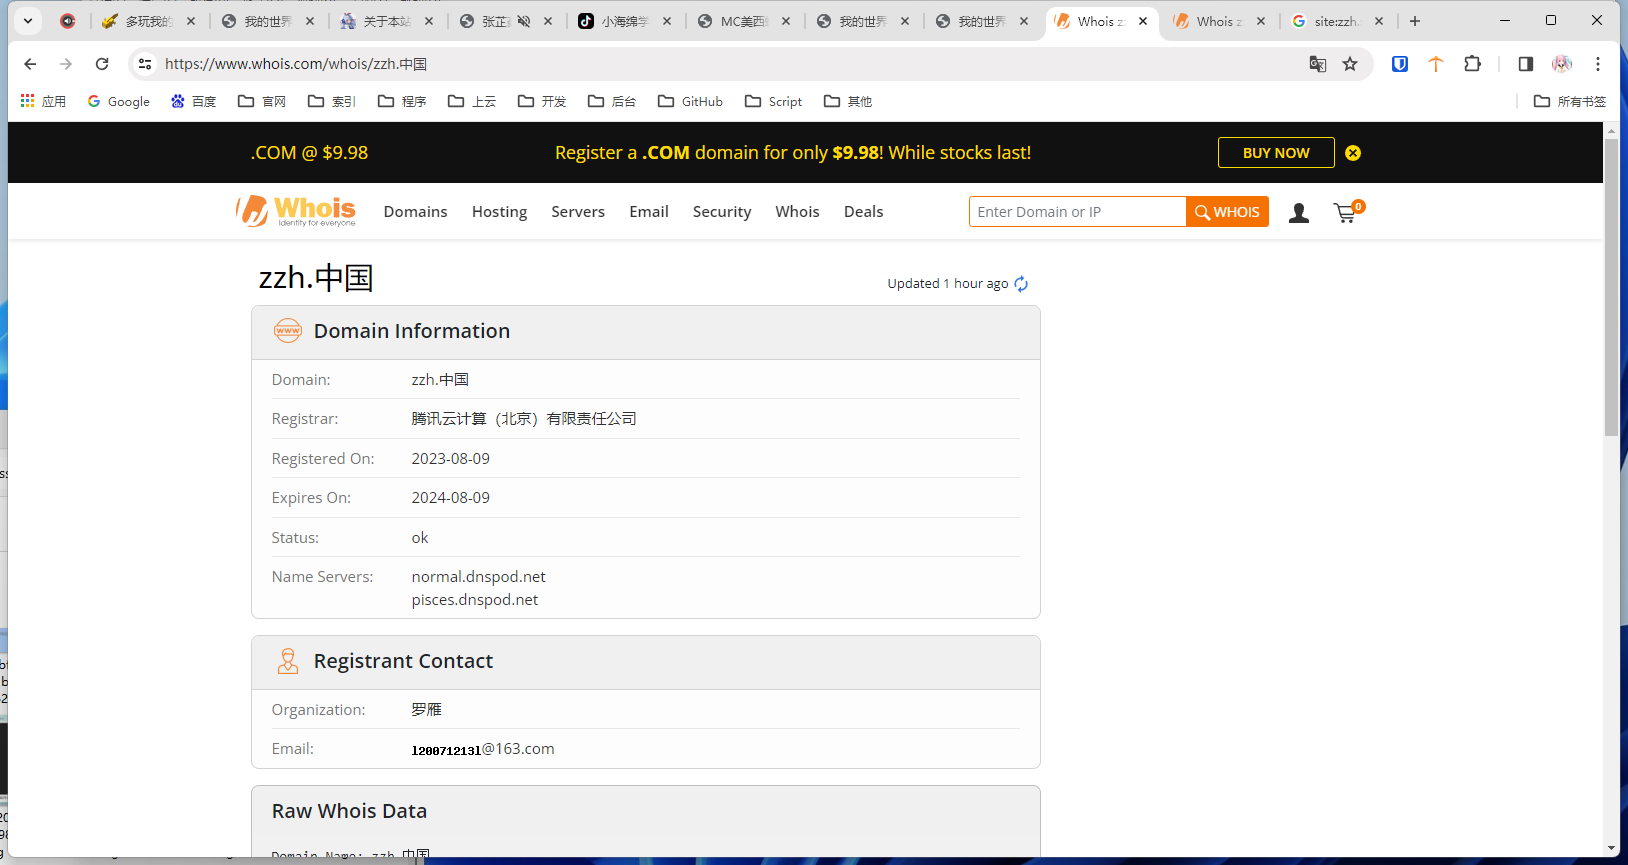 多玩我的
我的世界
关于本站
张芷
小海绵学
MC美西
我的世界
我的世界
Whois z
Whois z
site:zzh.
https://www.whois.com/whois/zzh.中国
应用
Google
百度
官网
索引
程序
上云
开发
后台
GitHub
Script
其他
所有书签
.COM @ $9.98
Register a .COM domain for only $9.98! While stocks last!
BUY NOW
Whois
Identity for everyone
Domains
Hosting
Servers
Email
Security
Whois
Deals
Enter Domain or IP
WHOIS
0
zzh.中国
Updated 1 hour ago
www
Domain Information
Domain: zzh.中国
Registrar: 腾讯云计算（北京）有限责任公司
Registered On: 2023-08-09
Expires On: 2024-08-09
Status: ok
Name Servers: normal.dnspod.net
pisces.dnspod.net
Registrant Contact
Organization: 罗雁
Email: l20071213l@163.com
Raw Whois Data
Domain Name: zzh.中国